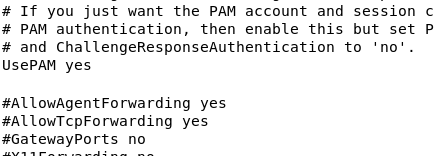 # If you just want the PAM account and session c
# PAM authentication, then enable this but set P
# and ChallengeResponseAuthentication to 'no'.
UsePAM yes
#AllowAgentForwarding yes
#AllowTcpForwarding yes
#GatewayPorts no
#X11Forwarding no